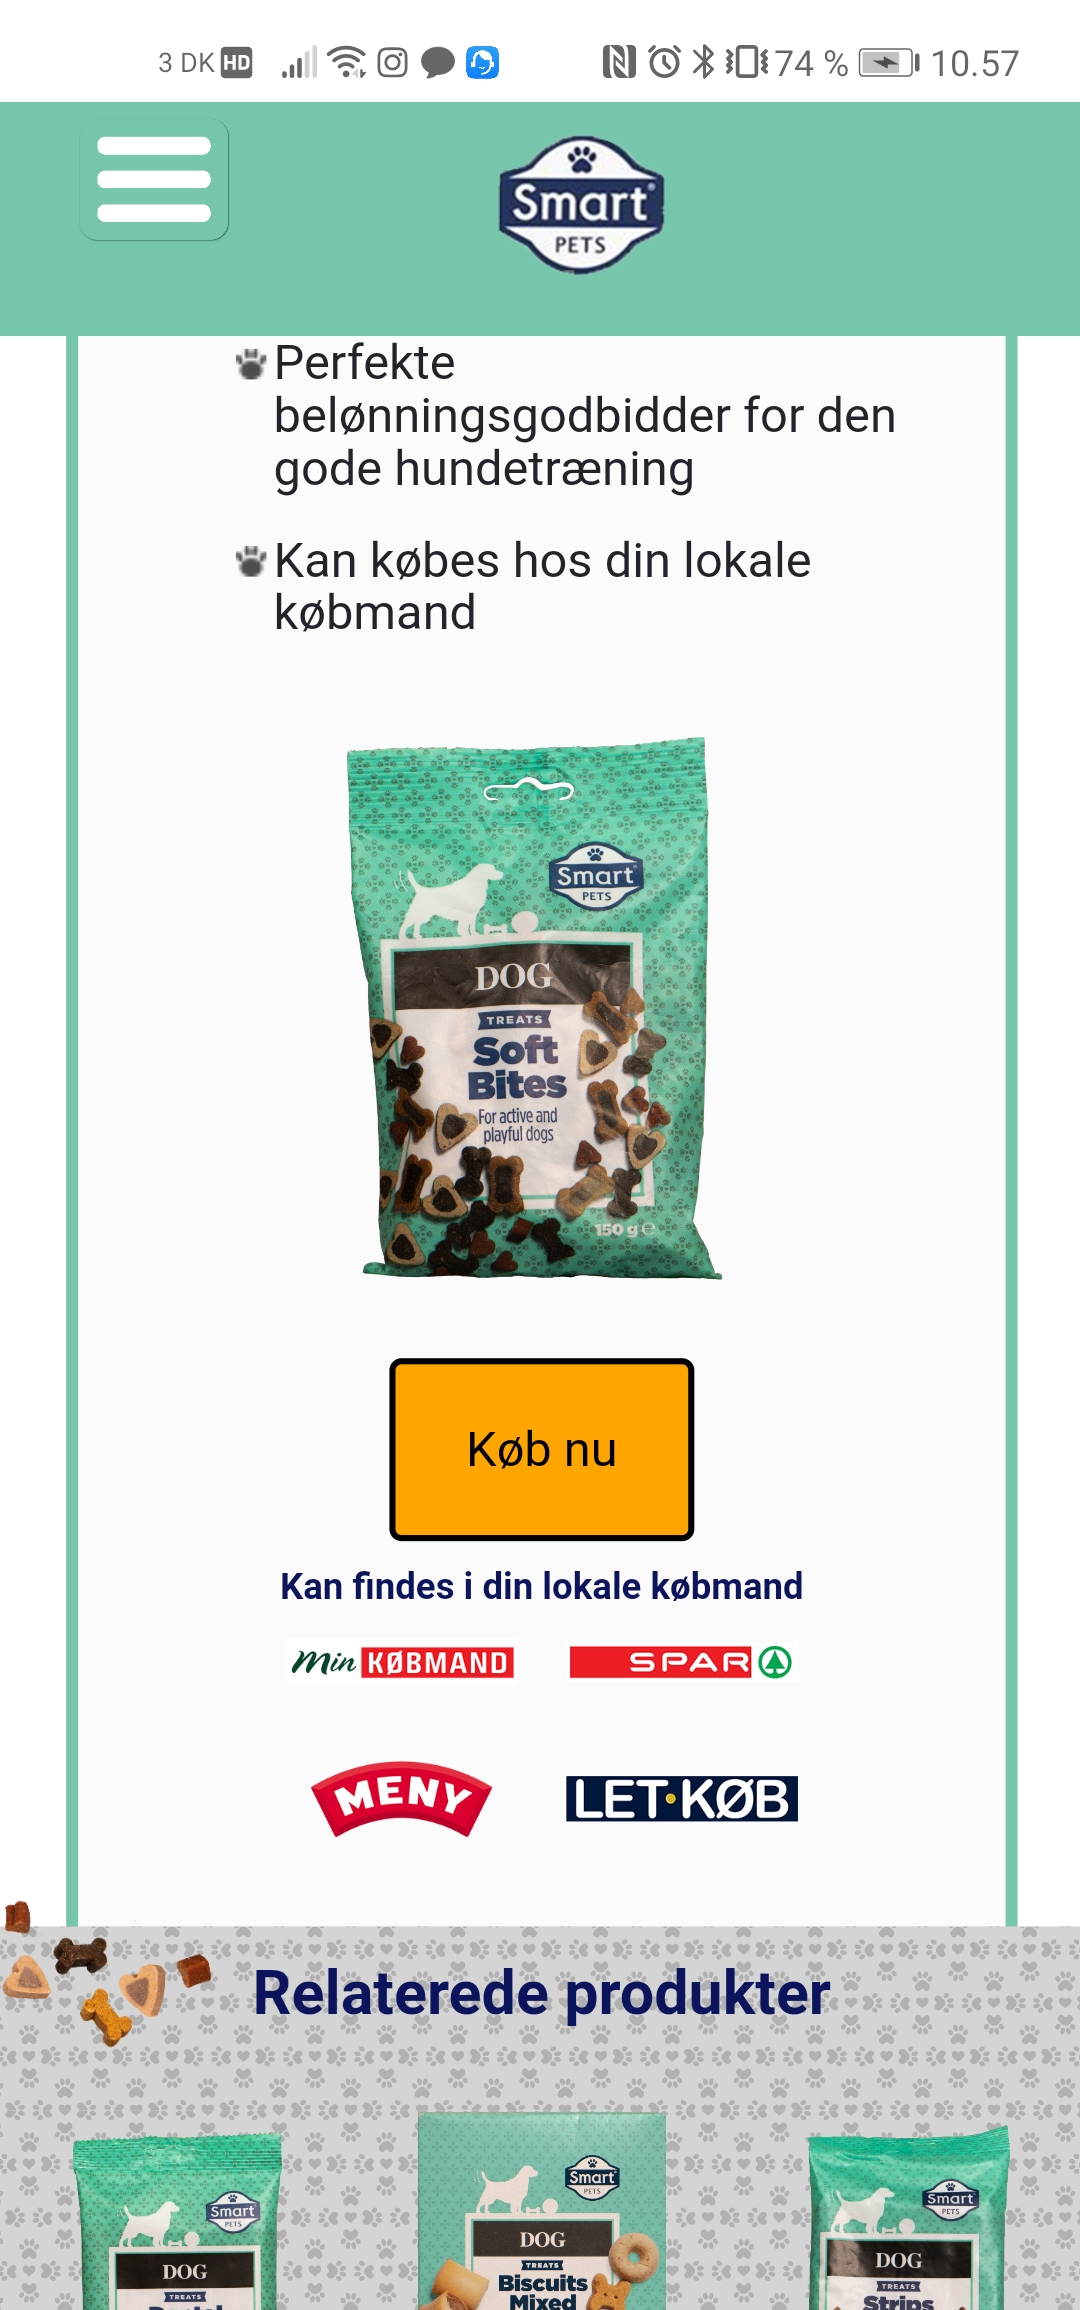 3 DK HD 74 % 10.57
Smart®
PETS
Perfekte
belønningsgodbidder for den
gode hundetræning
Kan købes hos din lokale
købmand
Smart
PETS
DOG
TREATS
Soft
Bites
For active and
playful dogs
150 g e
Køb nu
Kan findes i din lokale købmand
Min KØBMAND
SPAR
MENY
LET·KØB
Relaterede produkter
Smart
PETS
DOG
TREATS
Smart
PETS
DOG
TREATS
Biscuits
Mixed
Smart
PETS
DOG
TREATS
Strips